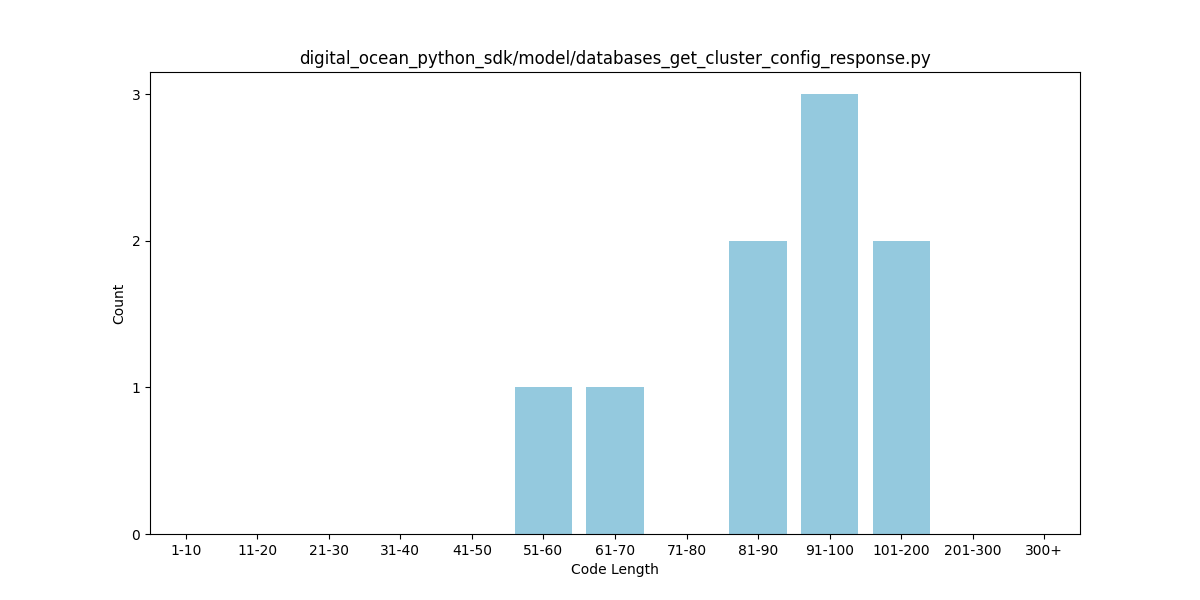 digital_ocean_python_sdk/model/databases_get_cluster_config_response.py
3
2
1
0
Count
1-10 11-20 21-30 31-40 41-50 51-60 61-70 71-80 81-90 91-100 101-200 201-300 300+
Code Length